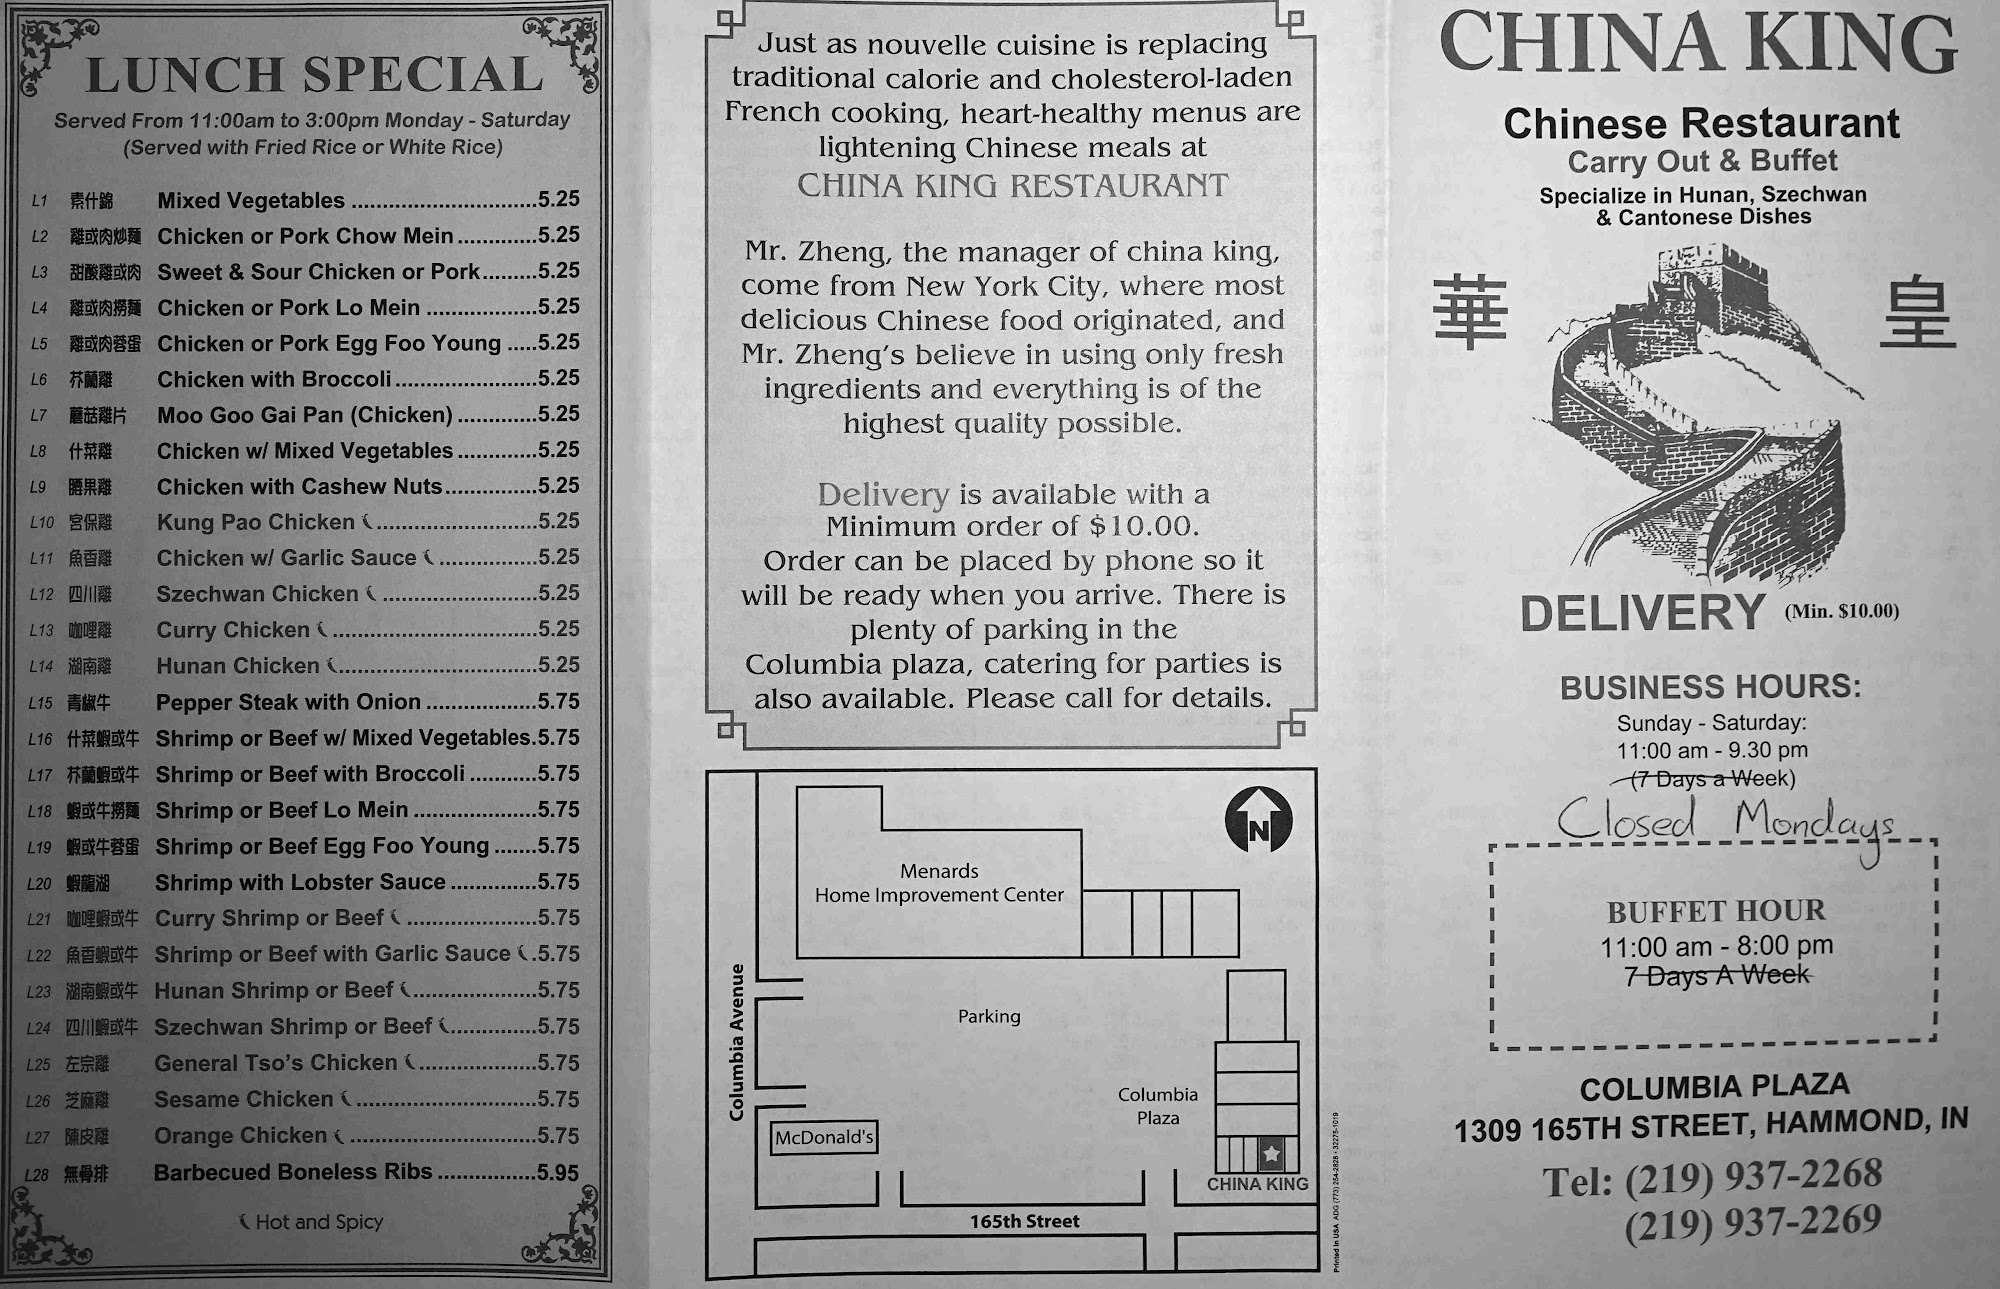 LUNCH SPECIAL
Served From 11:00am to 3:00pm Monday - Saturday
(Served with Fried Rice or White Rice)
L1 素什錦 Mixed Vegetables ............................5.25
L2 雞或肉炒麵 Chicken or Pork Chow Mein ............5.25
L3 甜酸雞或肉 Sweet & Sour Chicken or Pork........5.25
L4 雞或肉撈麵 Chicken or Pork Lo Mein .................5.25
L5 雞或肉蓉蛋 Chicken or Pork Egg Foo Young .....5.25
L6 芥蘭雞 Chicken with Broccoli.....................5.25
L7 蘑菇雞片 Moo Goo Gai Pan (Chicken) ............5.25
L8 什菜雞 Chicken w/ Mixed Vegetables ............5.25
L9 腰果雞 Chicken with Cashew Nuts..............5.25
L10 宮保雞 Kung Pao Chicken ........................5.25
L11 魚香雞 Chicken w/ Garlic Sauce ...............5.25
L12 四川雞 Szechwan Chicken .......................5.25
L13 咖哩雞 Curry Chicken ...............................5.25
L14 湖南雞 Hunan Chicken ..............................5.25
L15 青椒牛 Pepper Steak with Onion .................5.75
L16 什菜蝦或牛 Shrimp or Beef w/ Mixed Vegetables.5.75
L17 芥蘭蝦或牛 Shrimp or Beef with Broccoli ..........5.75
L18 蝦或牛撈麵 Shrimp or Beef Lo Mein ...................5.75
L19 蝦或牛蓉蛋 Shrimp or Beef Egg Foo Young .......5.75
L20 蝦龍湖 Shrimp with Lobster Sauce .............5.75
L21 咖哩蝦或牛 Curry Shrimp or Beef ....................5.75
L22 魚香蝦或牛 Shrimp or Beef with Garlic Sauce .5.75
L23 湖南蝦或牛 Hunan Shrimp or Beef ...................5.75
L24 四川蝦或牛 Szechwan Shrimp or Beef .............5.75
L25 左宗雞 General Tso's Chicken ..................5.75
L26 芝麻雞 Sesame Chicken ...........................5.75
L27 陳皮雞 Orange Chicken ............................5.75
L28 無骨排 Barbecued Boneless Ribs ...............5.95
Hot and Spicy
Just as nouvelle cuisine is replacing
traditional calorie and cholesterol-laden
French cooking, heart-healthy menus are
lightening Chinese meals at
CHINA KING RESTAURANT
Mr. Zheng, the manager of china king,
come from New York City, where most
delicious Chinese food originated, and
Mr. Zheng's believe in using only fresh
ingredients and everything is of the
highest quality possible.
Delivery is available with a
Minimum order of $10.00.
Order can be placed by phone so it
will be ready when you arrive. There is
plenty of parking in the
Columbia plaza, catering for parties is
also available. Please call for details.
N
Menards
Home Improvement Center
Columbia Avenue
Parking
Columbia
Plaza
McDonald's
CHINA KING
165th Street
Printed in USA ADG (773) 254-2828 • 32275-1019
CHINA KING
Chinese Restaurant
Carry Out & Buffet
Specialize in Hunan, Szechwan
& Cantonese Dishes
華 皇
DELIVERY (Min. $10.00)
BUSINESS HOURS:
Sunday - Saturday:
11:00 am - 9.30 pm
(7 Days a Week)
Closed Mondays
BUFFET HOUR
11:00 am - 8:00 pm
7 Days A Week
COLUMBIA PLAZA
1309 165TH STREET, HAMMOND, IN
Tel: (219) 937-2268
(219) 937-2269